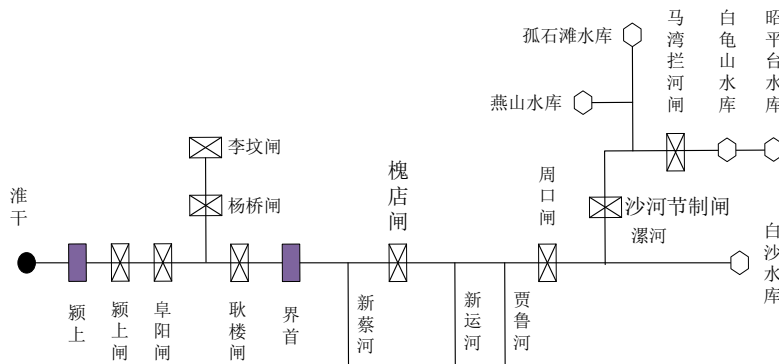 孤石滩水库
马湾拦河闸
白龟山水库
昭平台水库
燕山水库
李坟闸
杨桥闸
淮干
槐店闸
周口闸
沙河节制闸
漯河
白沙水库
颍上
颍上闸
阜阳闸
耿楼闸
界首
新蔡河
新运河
贾鲁河